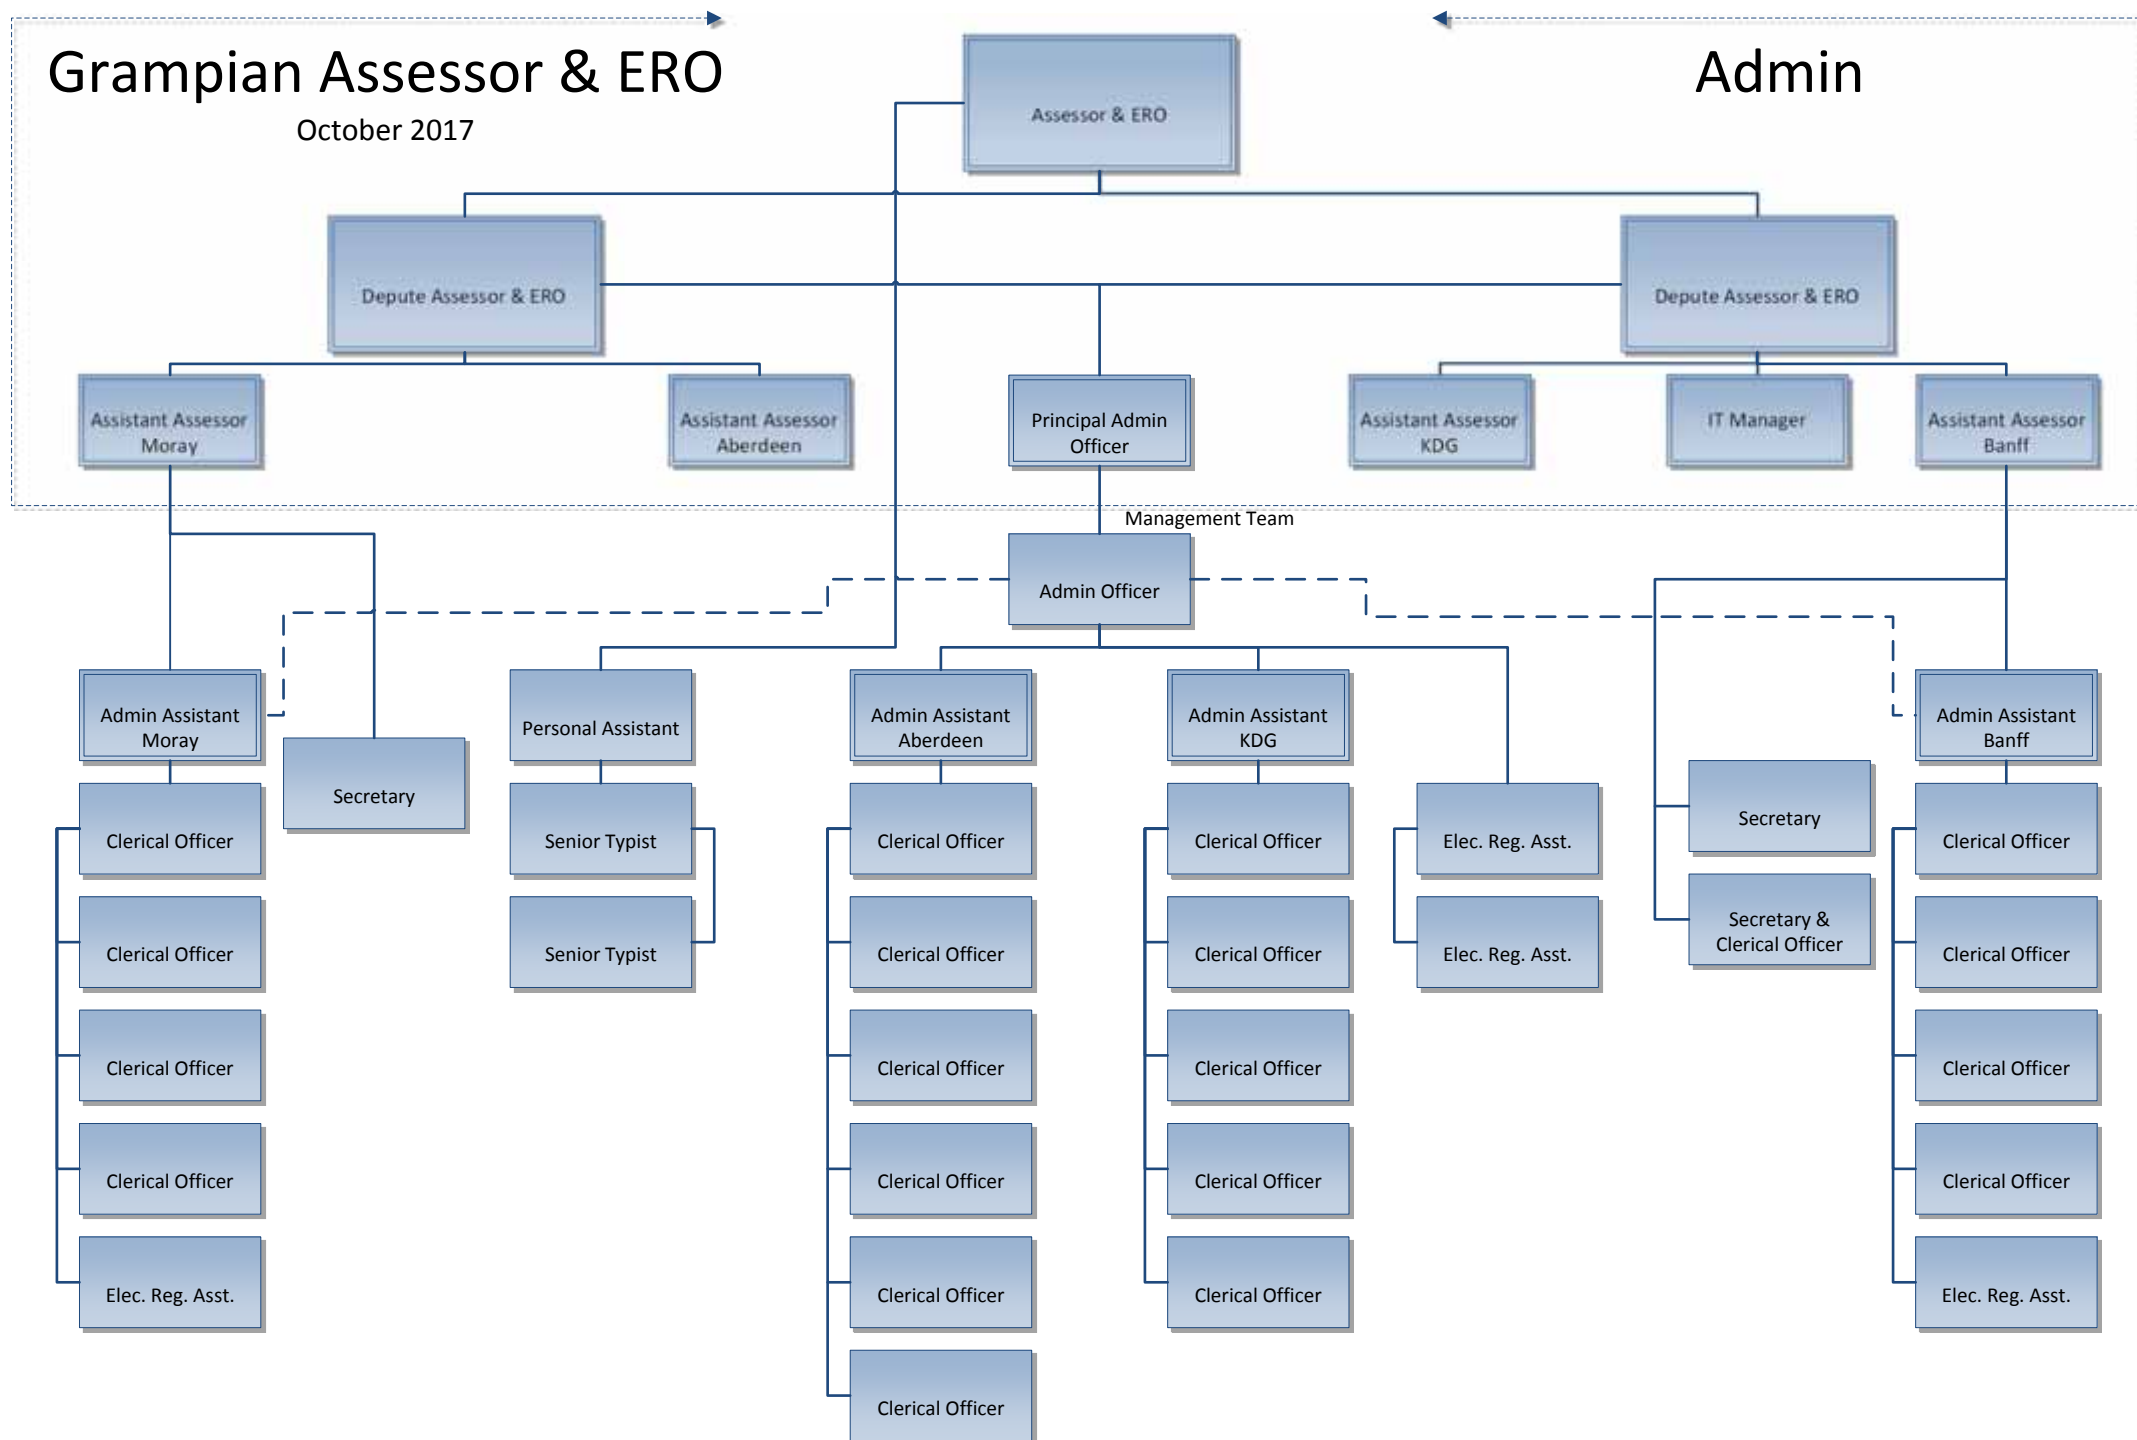 Grampian Assessor & ERO
Admin
October 2017
Assessor & ERO
Depute Assessor & ERO
Depute Assessor & ERO
Assistant Assessor
Moray
Assistant Assessor
Aberdeen
Principal Admin
Officer
Assistant Assessor
KDG
IT Manager
Assistant Assessor
Banff
Management Team
Admin Officer
Admin Assistant
Moray
Secretary
Personal Assistant
Admin Assistant
Aberdeen
Admin Assistant
KDG
Admin Assistant
Banff
Secretary
Secretary &
Clerical Officer
Clerical Officer
Senior Typist
Clerical Officer
Clerical Officer
Elec. Reg. Asst.
Clerical Officer
Clerical Officer
Senior Typist
Clerical Officer
Clerical Officer
Elec. Reg. Asst.
Clerical Officer
Clerical Officer
Clerical Officer
Clerical Officer
Clerical Officer
Clerical Officer
Clerical Officer
Clerical Officer
Clerical Officer
Elec. Reg. Asst.
Clerical Officer
Clerical Officer
Elec. Reg. Asst.
Clerical Officer